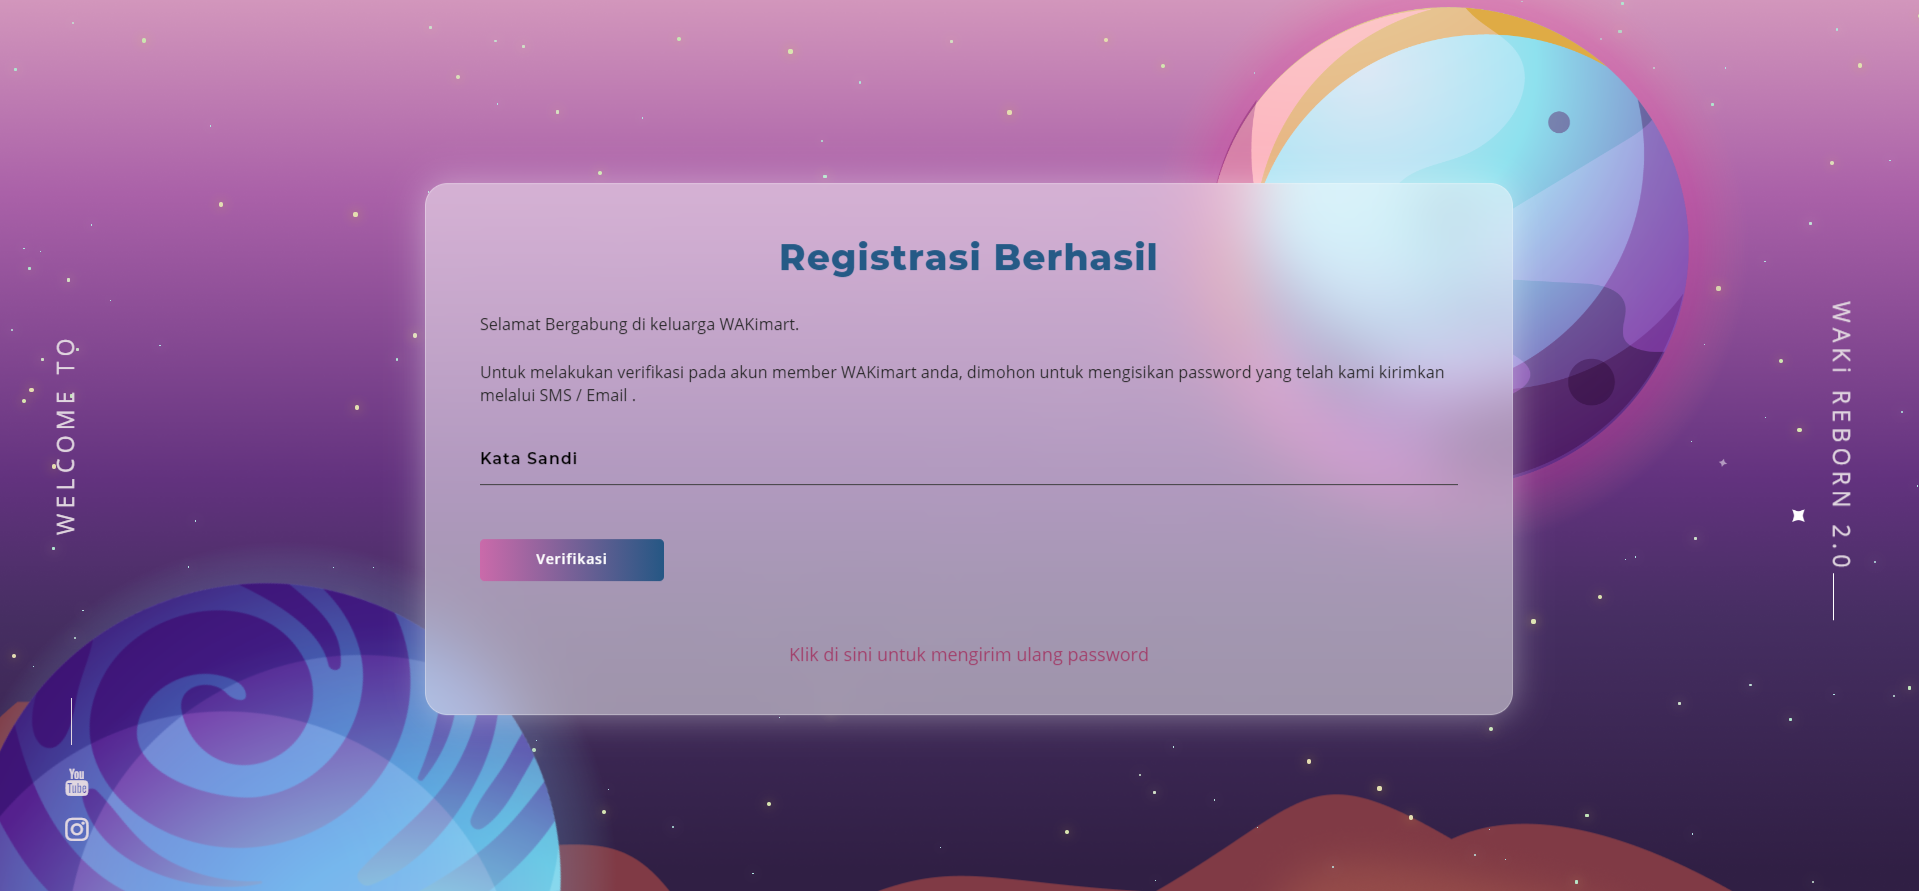 Registrasi Berhasil
Selamat Bergabung di keluarga WAKimart.
Untuk melakukan verifikasi pada akun member WAKimart anda, dimohon untuk mengisikan password yang telah kami kirimkan
melalui SMS / Email .
Kata Sandi
Verifikasi
Klik di sini untuk mengirim ulang password
WELCOME TO
WAKi REBORN 2.0
You
Tube